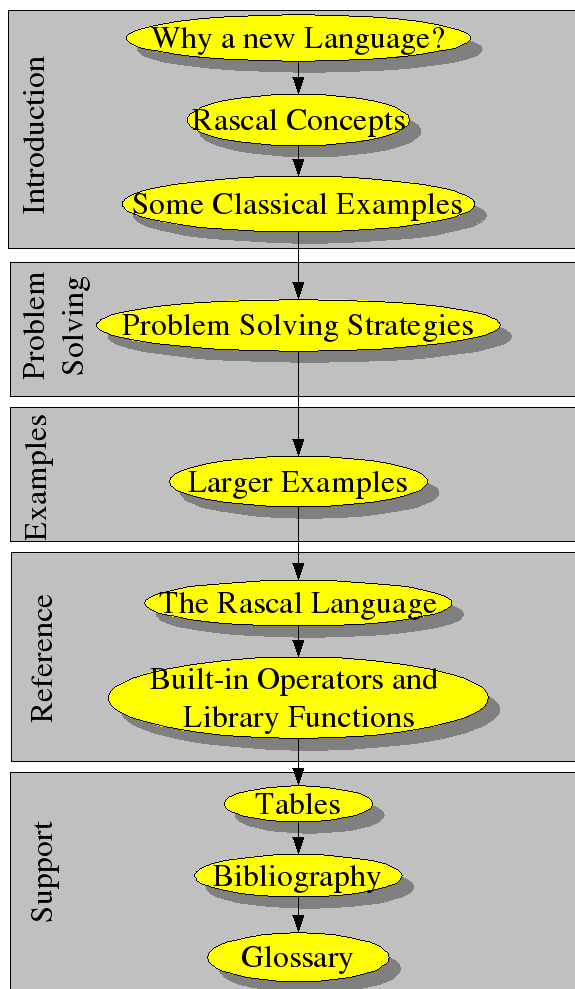 Introduction
Why a new Language?
Rascal Concepts
Some Classical Examples
Problem
Solving
Problem Solving Strategies
Examples
Larger Examples
Reference
The Rascal Language
Built-in Operators and
Library Functions
Support
Tables
Bibliography
Glossary